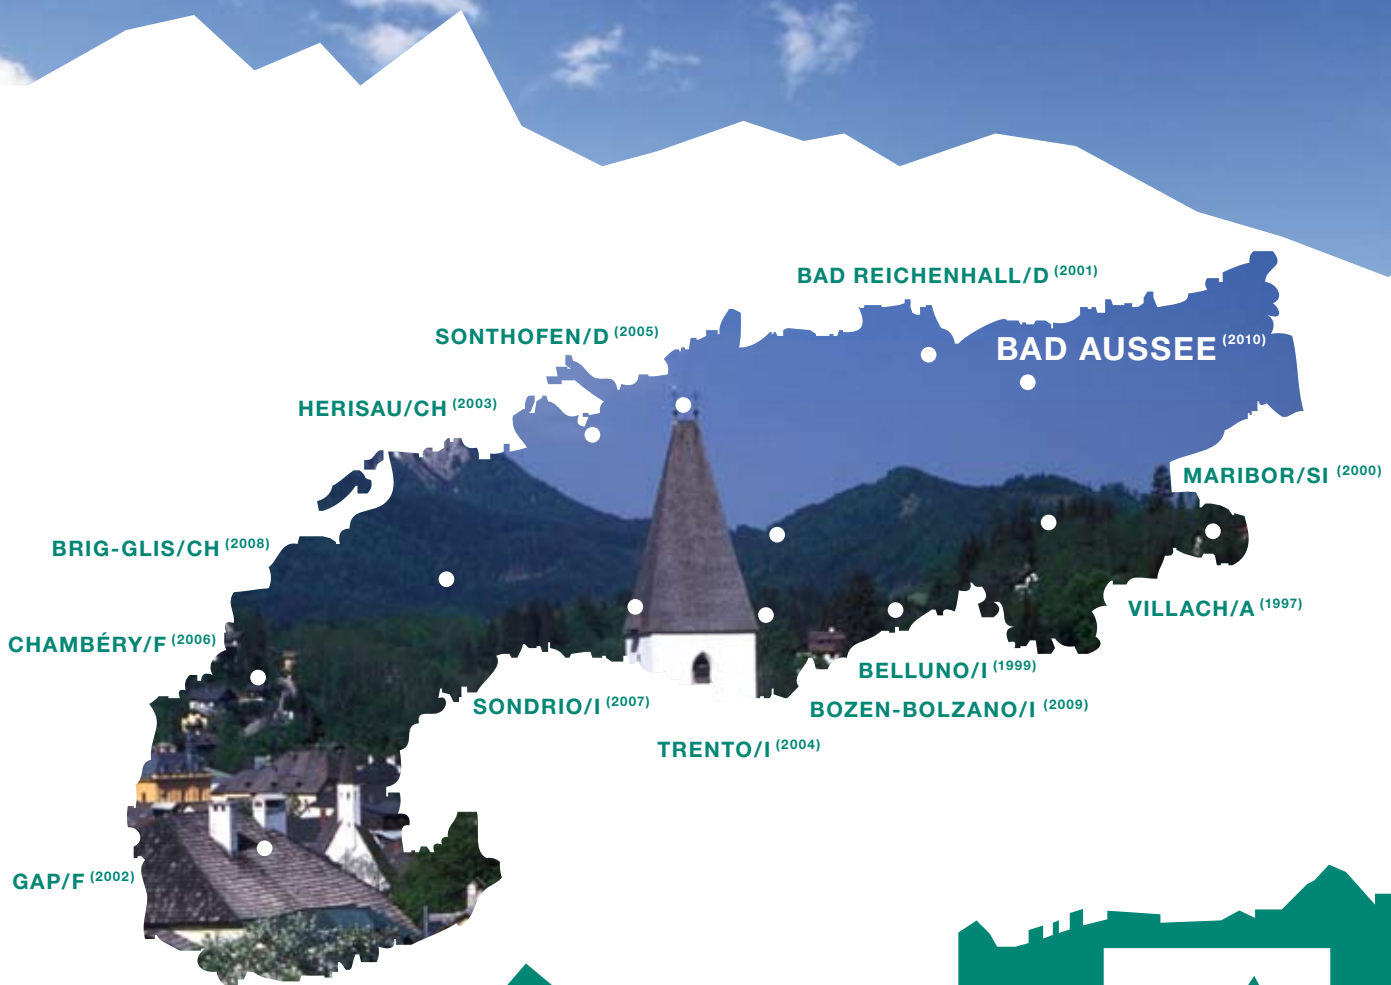 BAD REICHENHALL/D (2001)
SONTHOFEN/D (2005)
BAD AUSSEE (2010)
HERISAU/CH (2003)
MARIBOR/SI (2000)
BRIG-GLIS/CH (2008)
VILLACH/A (1997)
CHAMBÉRY/F (2006)
BELLUNO/I (1999)
SONDRIO/I (2007)
BOZEN-BOLZANO/I (2009)
TRENTO/I (2004)
GAP/F (2002)